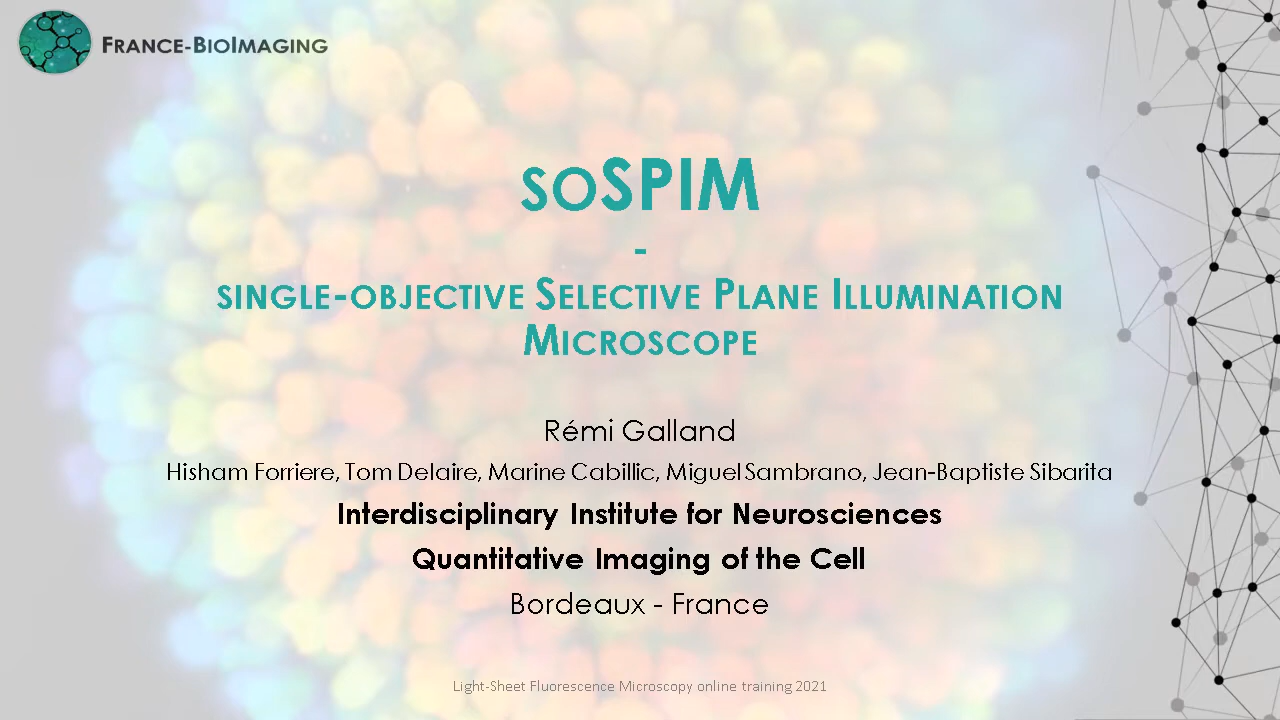 FRANCE-BIOIMAGING
soSPIM
-
SINGLE-OBJECTIVE SELECTIVE PLANE ILLUMINATION
MICROSCOPE
Rémi Galland
Hisham Forriere, Tom Delaire, Marine Cabillic, Miguel Sambrano, Jean-Baptiste Sibarita
Interdisciplinary Institute for Neurosciences
Quantitative Imaging of the Cell
Bordeaux - France
Light-Sheet Fluorescence Microscopy online training 2021